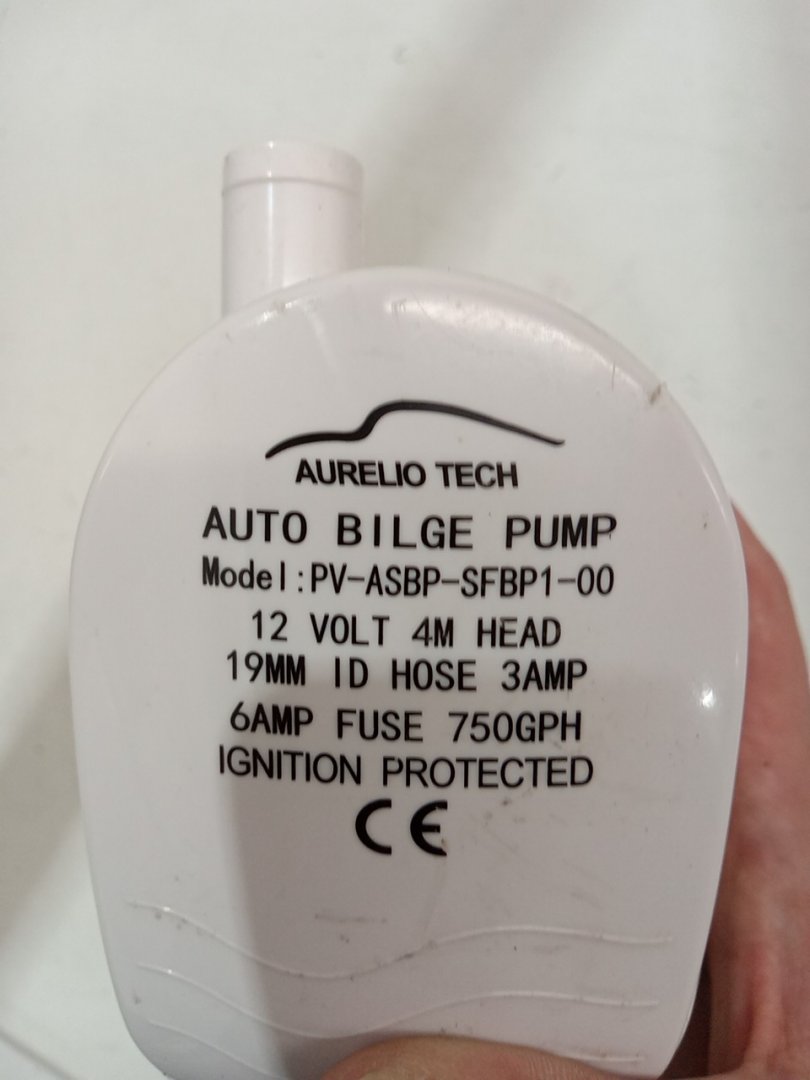 AURELIO TECH
AUTO BILGE PUMP
Model:PV-ASBP-SFBP1-00
12 VOLT 4M HEAD
19MM ID HOSE 3AMP
6AMP FUSE 750GPH
IGNITION PROTECTED
CE